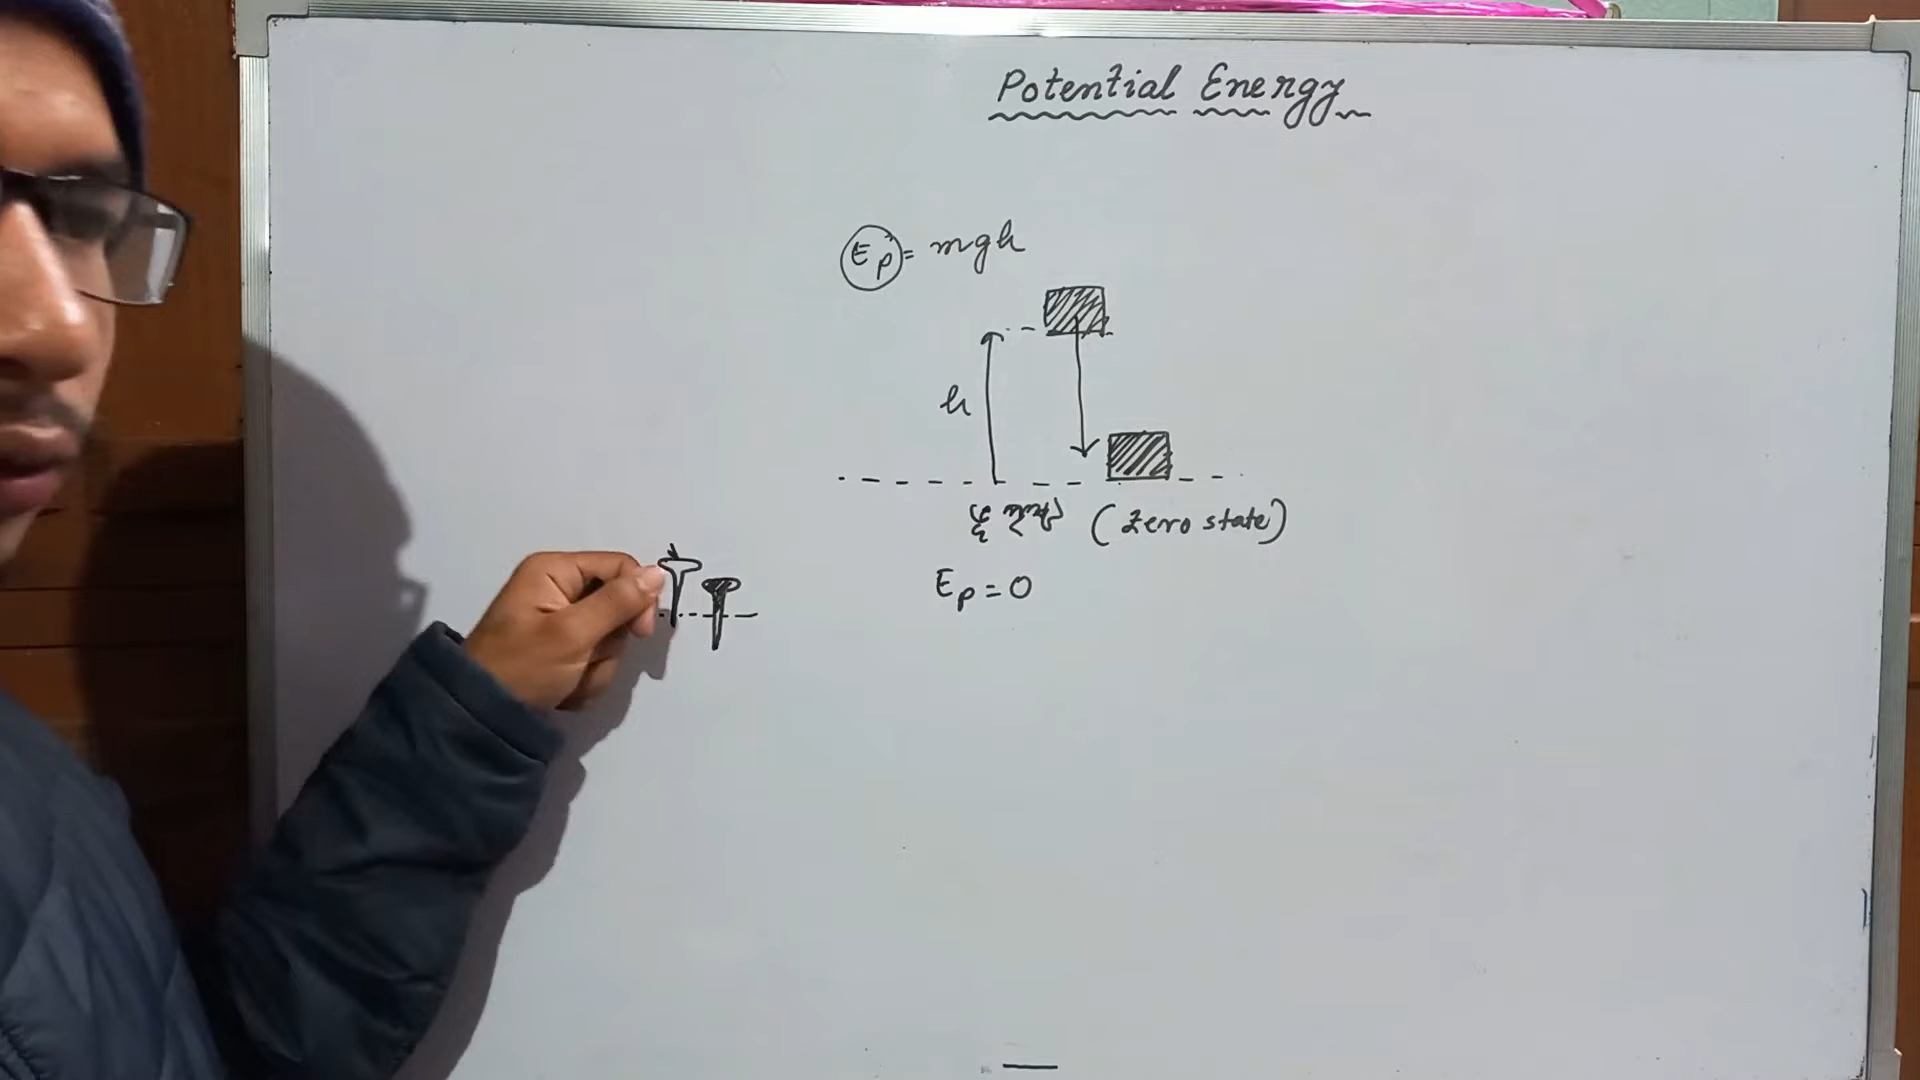 Potential Energy
Ep = mgh
h
(Zero state)
Ep = 0